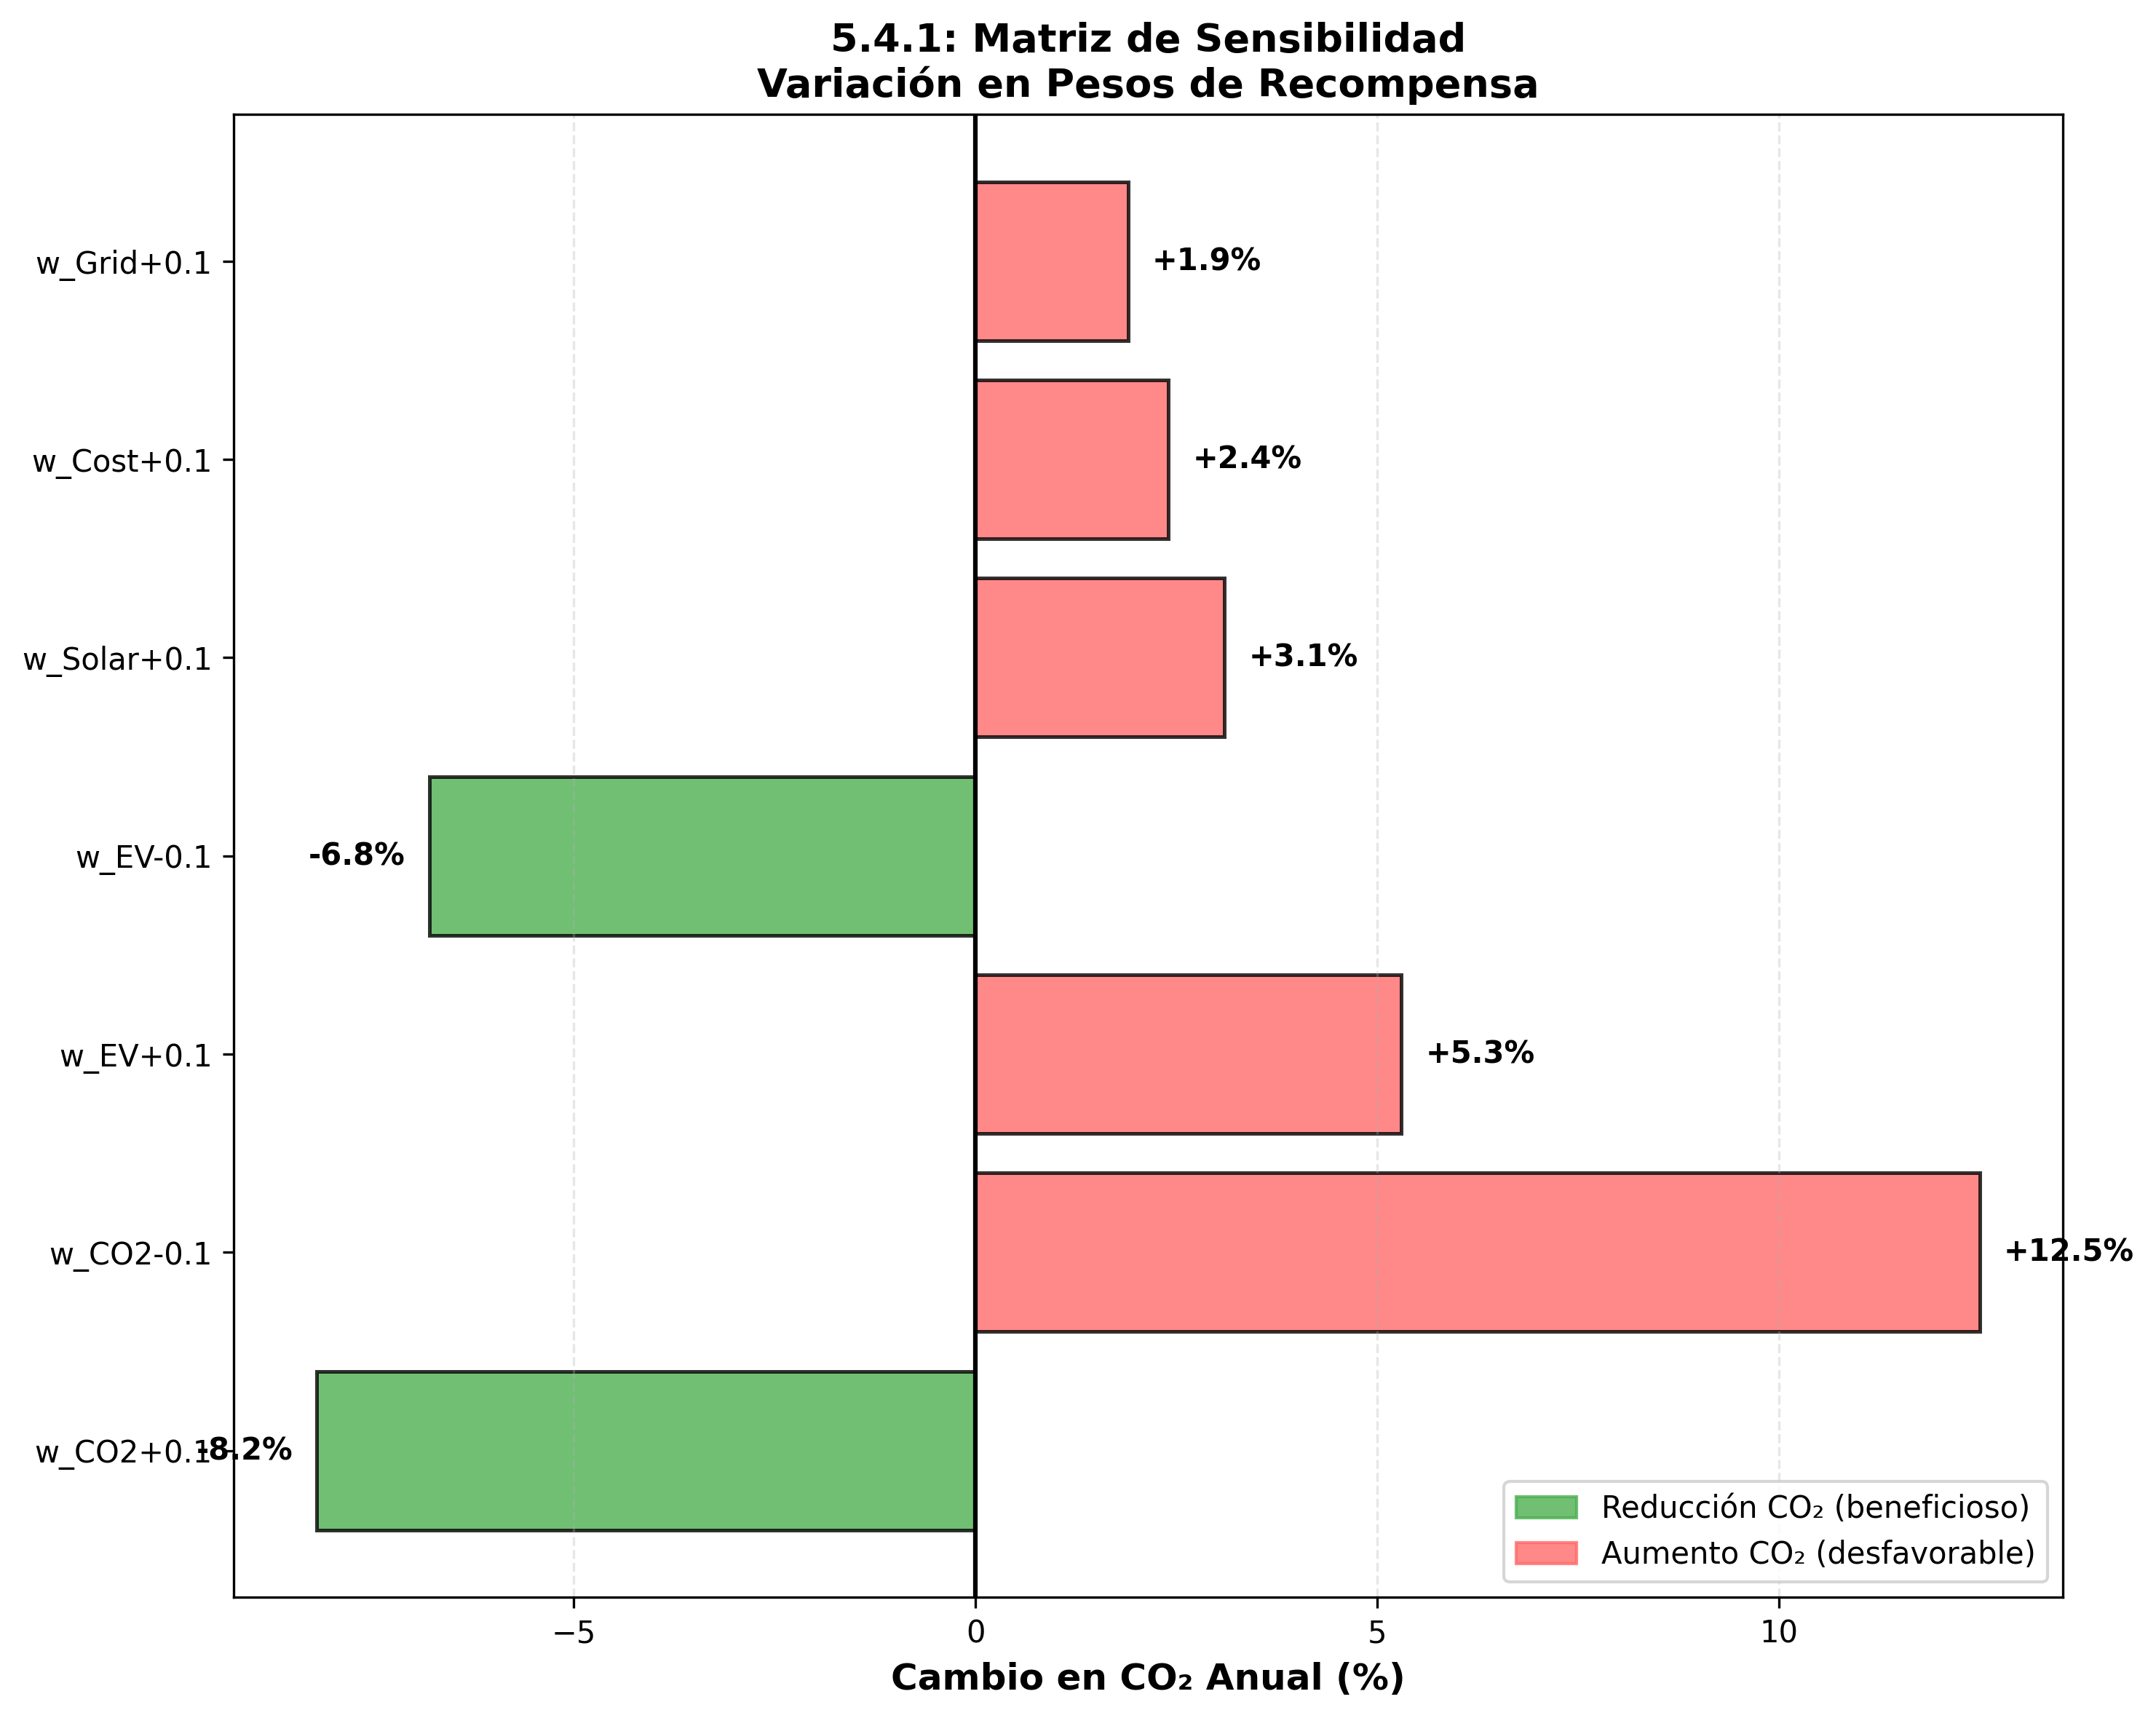 5.4.1: Matriz de Sensibilidad
Variación en Pesos de Recompensa
w_Grid+0.1
+1.9%
w_Cost+0.1
+2.4%
w_Solar+0.1
+3.1%
w_EV-0.1
-6.8%
w_EV+0.1
+5.3%
w_CO2-0.1
+12.5%
w_CO2+0.1
-8.2%
Reducción CO₂ (beneficioso)
Aumento CO₂ (desfavorable)
−5
0
5
10
Cambio en CO₂ Anual (%)